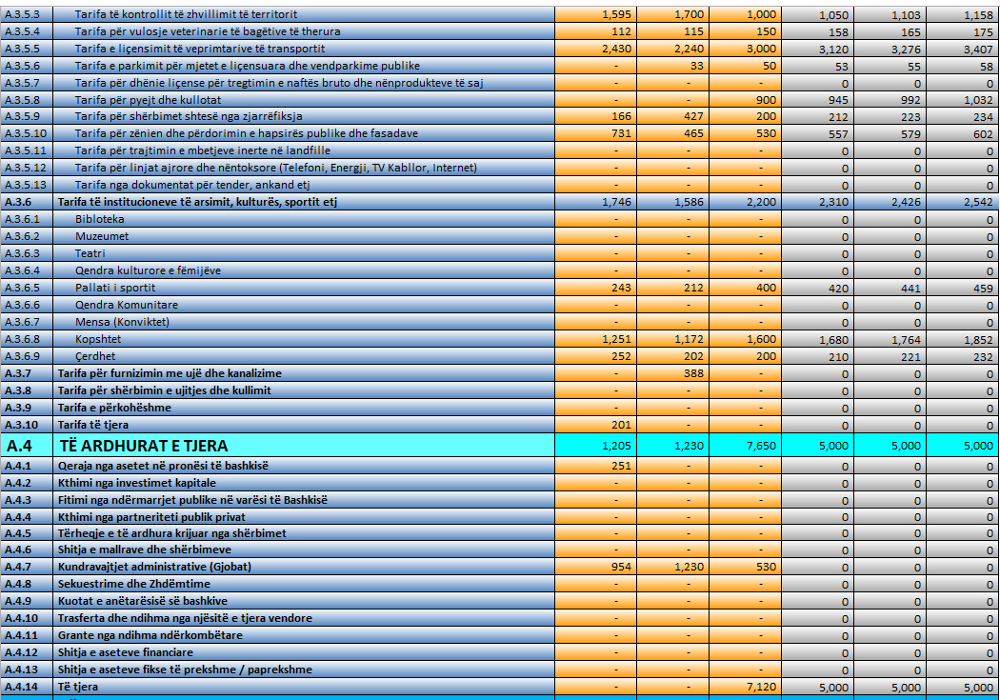 A.3.5.3 Tarifa të kontrollit të zhvillimit të territorit 1,595 1,700 1,000 1,050 1,103 1,158
A.3.5.4 Tarifa për vulosje veterinarie të bagëtive të therura 112 115 150 158 165 175
A.3.5.5 Tarifa e liçensimit të veprimtarive të transportit 2,430 2,240 3,000 3,120 3,276 3,407
A.3.5.6 Tarifa e parkimit për mjetet e liçensuara dhe vendparkime publike - 33 50 53 55 58
A.3.5.7 Tarifa për dhënie liçense për tregtimin e naftës bruto dhe nënprodukteve të saj - - - 0 0 0
A.3.5.8 Tarifa për pyejt dhe kullotat - - 900 945 992 1,032
A.3.5.9 Tarifa për shërbimet shtesë nga zjarrëfiksja 166 427 200 212 223 234
A.3.5.10 Tarifa për zënien dhe përdorimin e hapsirës publike dhe fasadave 731 465 530 557 579 602
A.3.5.11 Tarifa për trajtimin e mbetjeve inerte në landfille - - - 0 0 0
A.3.5.12 Tarifa për linjat ajrore dhe nëntoksore (Telefoni, Energji, TV Kabllor, Internet) - - - 0 0 0
A.3.5.13 Tarifa nga dokumentat për tender, ankand etj - - - 0 0 0
A.3.6 Tarifa të institucioneve të arsimit, kulturës, sportit etj 1,746 1,586 2,200 2,310 2,426 2,542
A.3.6.1 Bibloteka - - - 0 0 0
A.3.6.2 Muzeumet - - - 0 0 0
A.3.6.3 Teatri - - - 0 0 0
A.3.6.4 Qendra kulturore e fëmijëve - - - 0 0 0
A.3.6.5 Pallati i sportit 243 212 400 420 441 459
A.3.6.6 Qendra Komunitare - - - 0 0 0
A.3.6.7 Mensa (Konviktet) - - - 0 0 0
A.3.6.8 Kopshtet 1,251 1,172 1,600 1,680 1,764 1,852
A.3.6.9 Çerdhet 252 202 200 210 221 232
A.3.7 Tarifa për furnizimin me ujë dhe kanalizime - 388 - 0 0 0
A.3.8 Tarifa për shërbimin e ujitjes dhe kullimit - - - 0 0 0
A.3.9 Tarifa e përkohëshme - - - 0 0 0
A.3.10 Tarifa të tjera 201 - - 0 0 0
A.4 TË ARDHURAT E TJERA 1,205 1,230 7,650 5,000 5,000 5,000
A.4.1 Qeraja nga asetet në pronësi të bashkisë 251 - - 0 0 0
A.4.2 Kthimi nga investimet kapitale - - - 0 0 0
A.4.3 Fitimi nga ndërmarrjet publike në varësi të Bashkisë - - - 0 0 0
A.4.4 Kthimi nga partneriteti publik privat - - - 0 0 0
A.4.5 Tërheqje e të ardhura krijuar nga shërbimet - - - 0 0 0
A.4.6 Shitja e mallrave dhe shërbimeve - - - 0 0 0
A.4.7 Kundravajtjet administrative (Gjobat) 954 1,230 530 0 0 0
A.4.8 Sekuestrime dhe Zhdëmtime - - - 0 0 0
A.4.9 Kuotat e anëtarësisë së bashkive - - - 0 0 0
A.4.10 Trasferta dhe ndihma nga njësitë e tjera vendore - - - 0 0 0
A.4.11 Grante nga ndihma ndërkombëtare - - - 0 0 0
A.4.12 Shitja e aseteve financiare - - - 0 0 0
A.4.13 Shitja e aseteve fikse të prekshme / paprekshme - - - 0 0 0
A.4.14 Të tjera - - 7,120 5,000 5,000 5,000